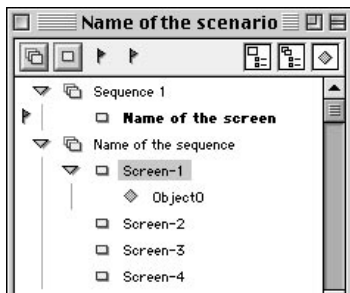 Name of the scenario
Sequence 1
Name of the screen
Name of the sequence
Screen-1
Object0
Screen-2
Screen-3
Screen-4